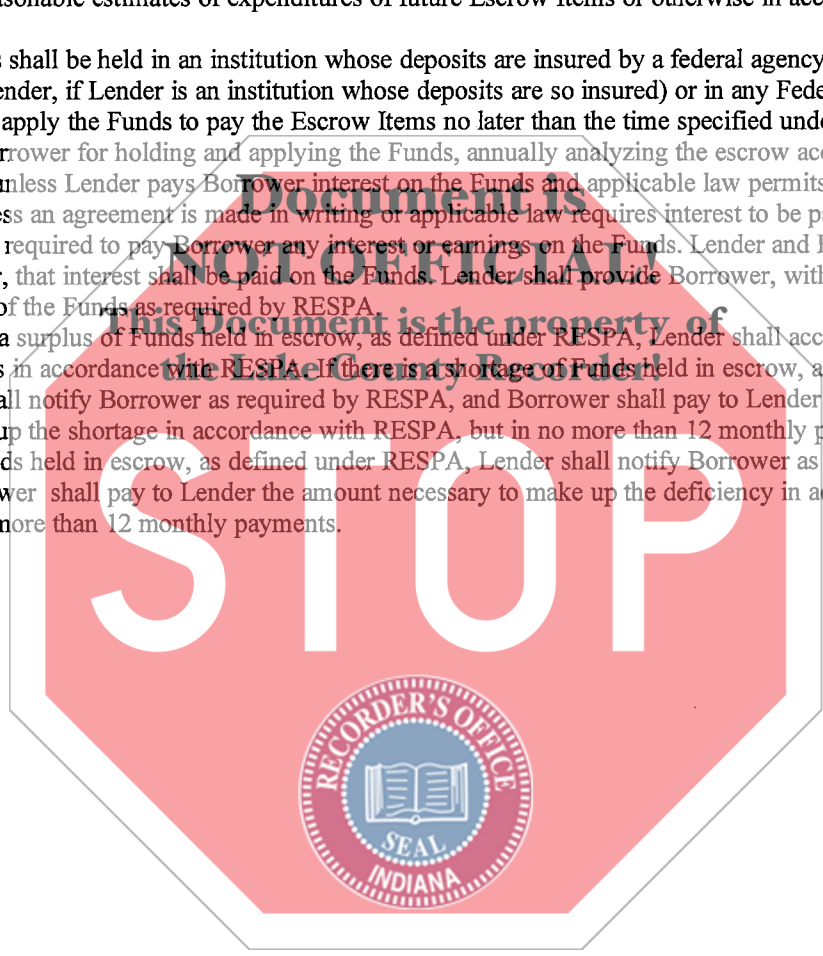 sonable estimates of expenditures of future Escrow Items or otherwise in acc
s shall be held in an institution whose deposits are insured by a federal agency,
ender, if Lender is an institution whose deposits are so insured) or in any Fede
apply the Funds to pay the Escrow Items no later than the time specified und
rrower for holding and applying the Funds, annually analyzing the escrow acc
unless Lender pays Borrower interest on the Funds and applicable law permits
Document is
ss an agreement is made in writing or applicable law requires interest to be p
required to pay Borrower any interest or earnings on the Funds. Lender and
NOT OFFICIAL!
, that interest shall be paid on the Funds. Lender shall provide Borrower, with
of the Funds as required by RESPA.
This Document is the property of
a surplus of Funds held in escrow, as defined under RESPA, Lender shall acc
the Lake County Recorder!
s in accordance with RESPA. If there is a shortage of Funds held in escrow, a
all notify Borrower as required by RESPA, and Borrower shall pay to Lender
up the shortage in accordance with RESPA, but in no more than 12 monthly p
ds held in escrow, as defined under RESPA, Lender shall notify Borrower as
wer shall pay to Lender the amount necessary to make up the deficiency in a
more than 12 monthly payments.
STOP
RECORDER'S OFFICE
SEAL
INDIANA